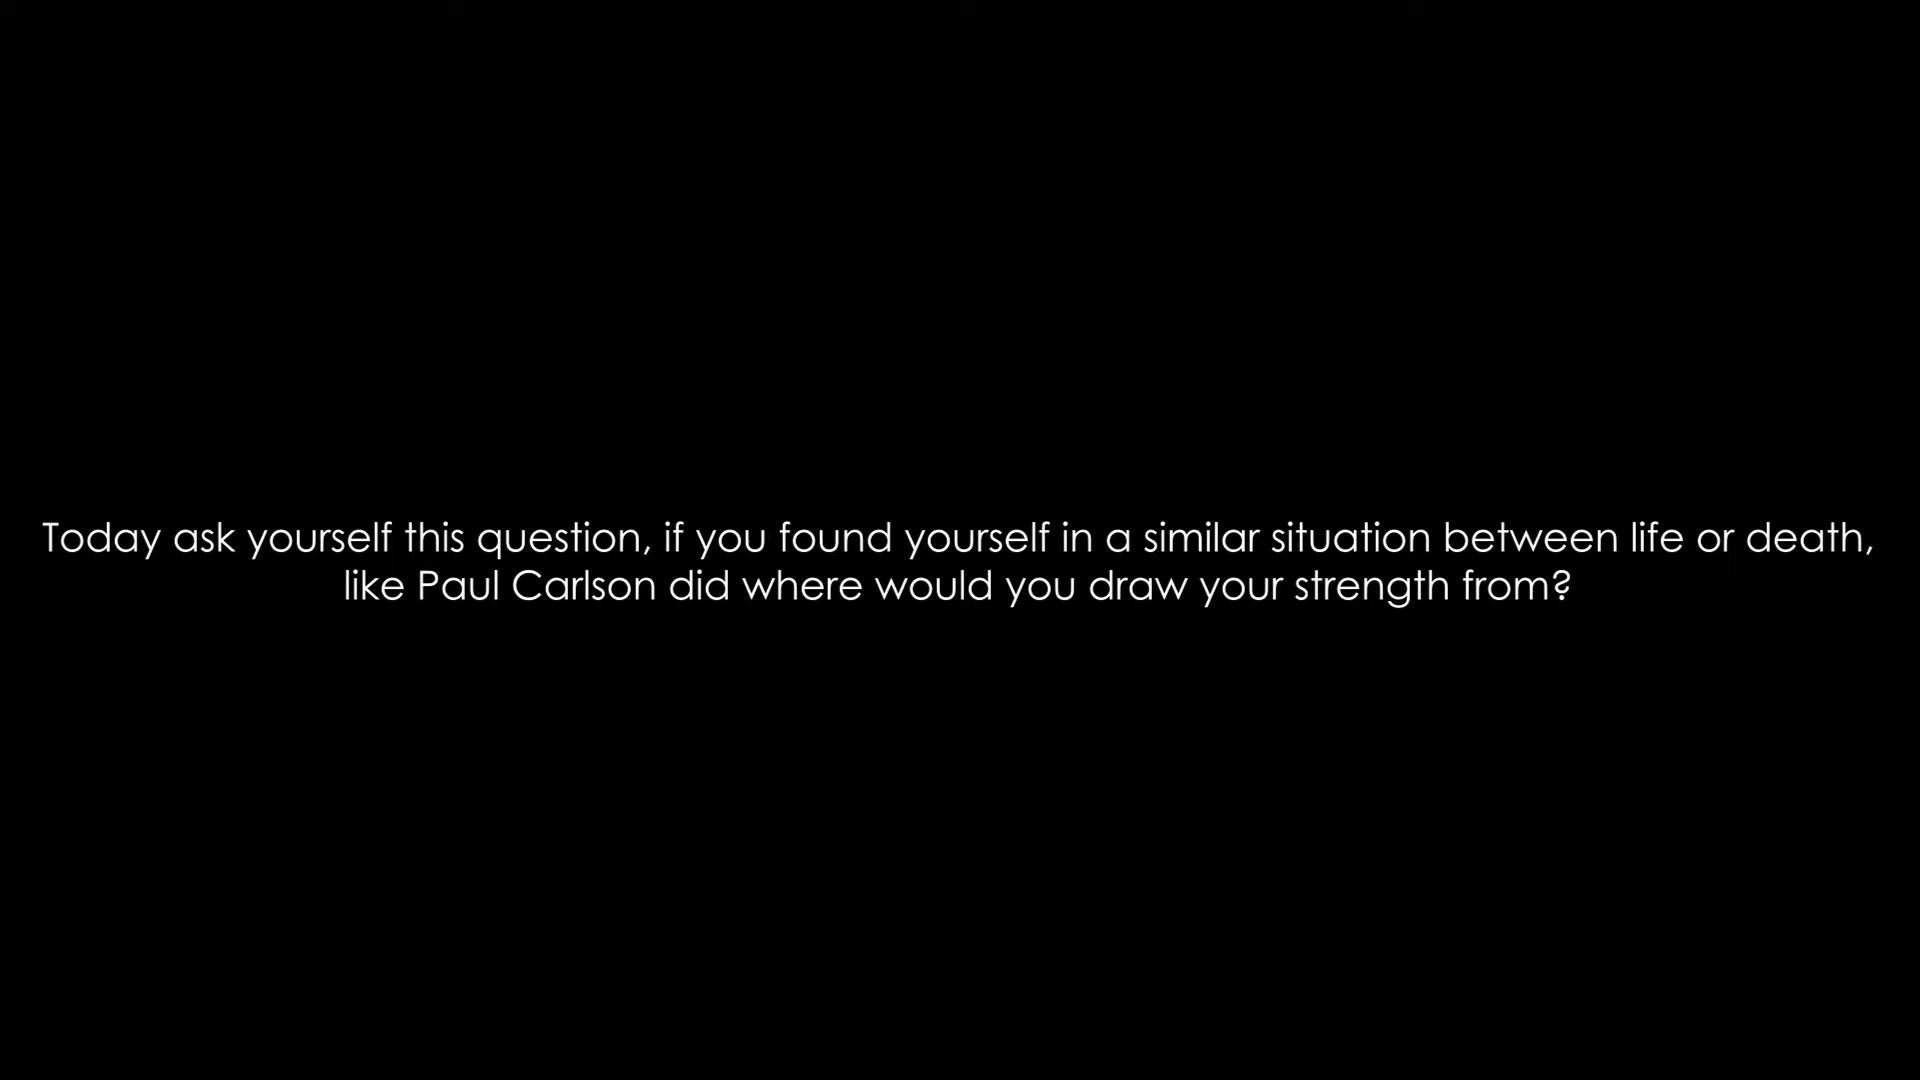 Today ask yourself this question, if you found yourself in a similar situation between life or death,
like Paul Carlson did where would you draw your strength from?